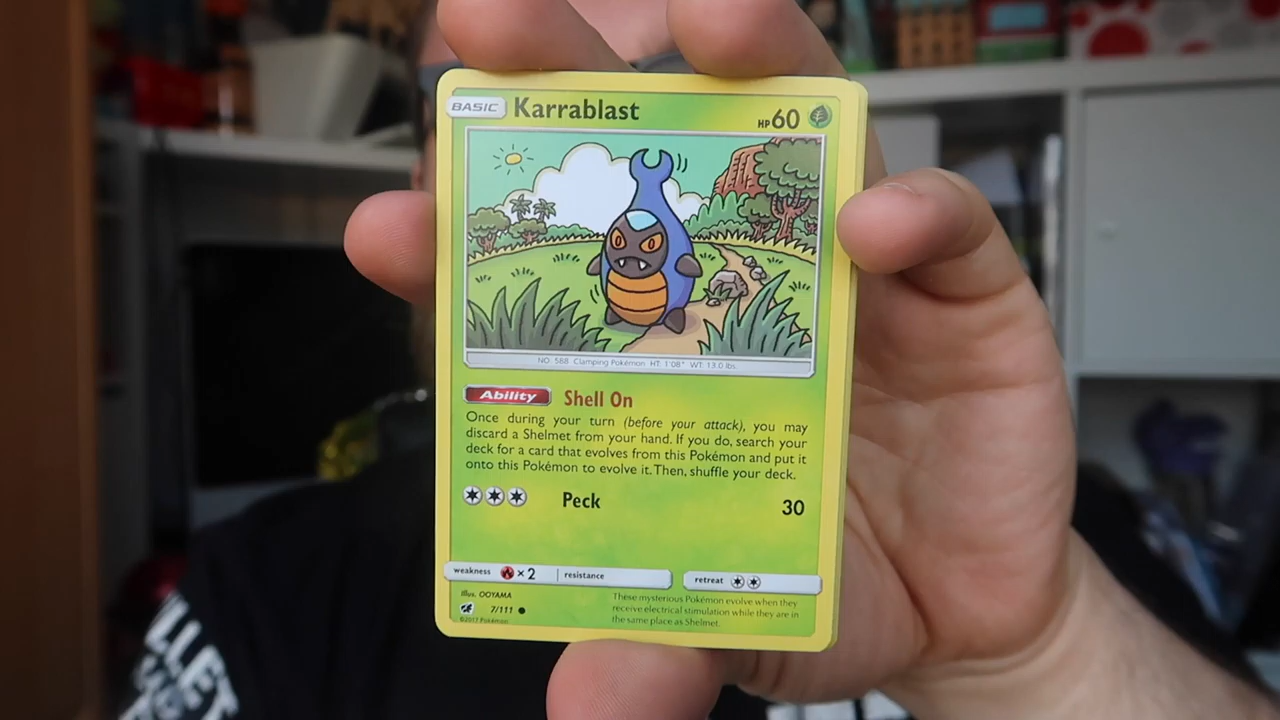 BASIC Karrablast HP 60
NO. 588 Clamping Pokémon HT: 1'08" WT: 13.0 lbs.
Ability Shell On
Once during your turn (before your attack), you may
discard a Shelmet from your hand. If you do, search your
deck for a card that evolves from this Pokémon and put it
onto this Pokémon to evolve it. Then, shuffle your deck.
Peck 30
weakness ×2 resistance retreat
Illus. OOYAMA
7/111
©2017 Pokémon
These mysterious Pokémon evolve when they
receive electrical stimulation while they are in
the same place as Shelmet.